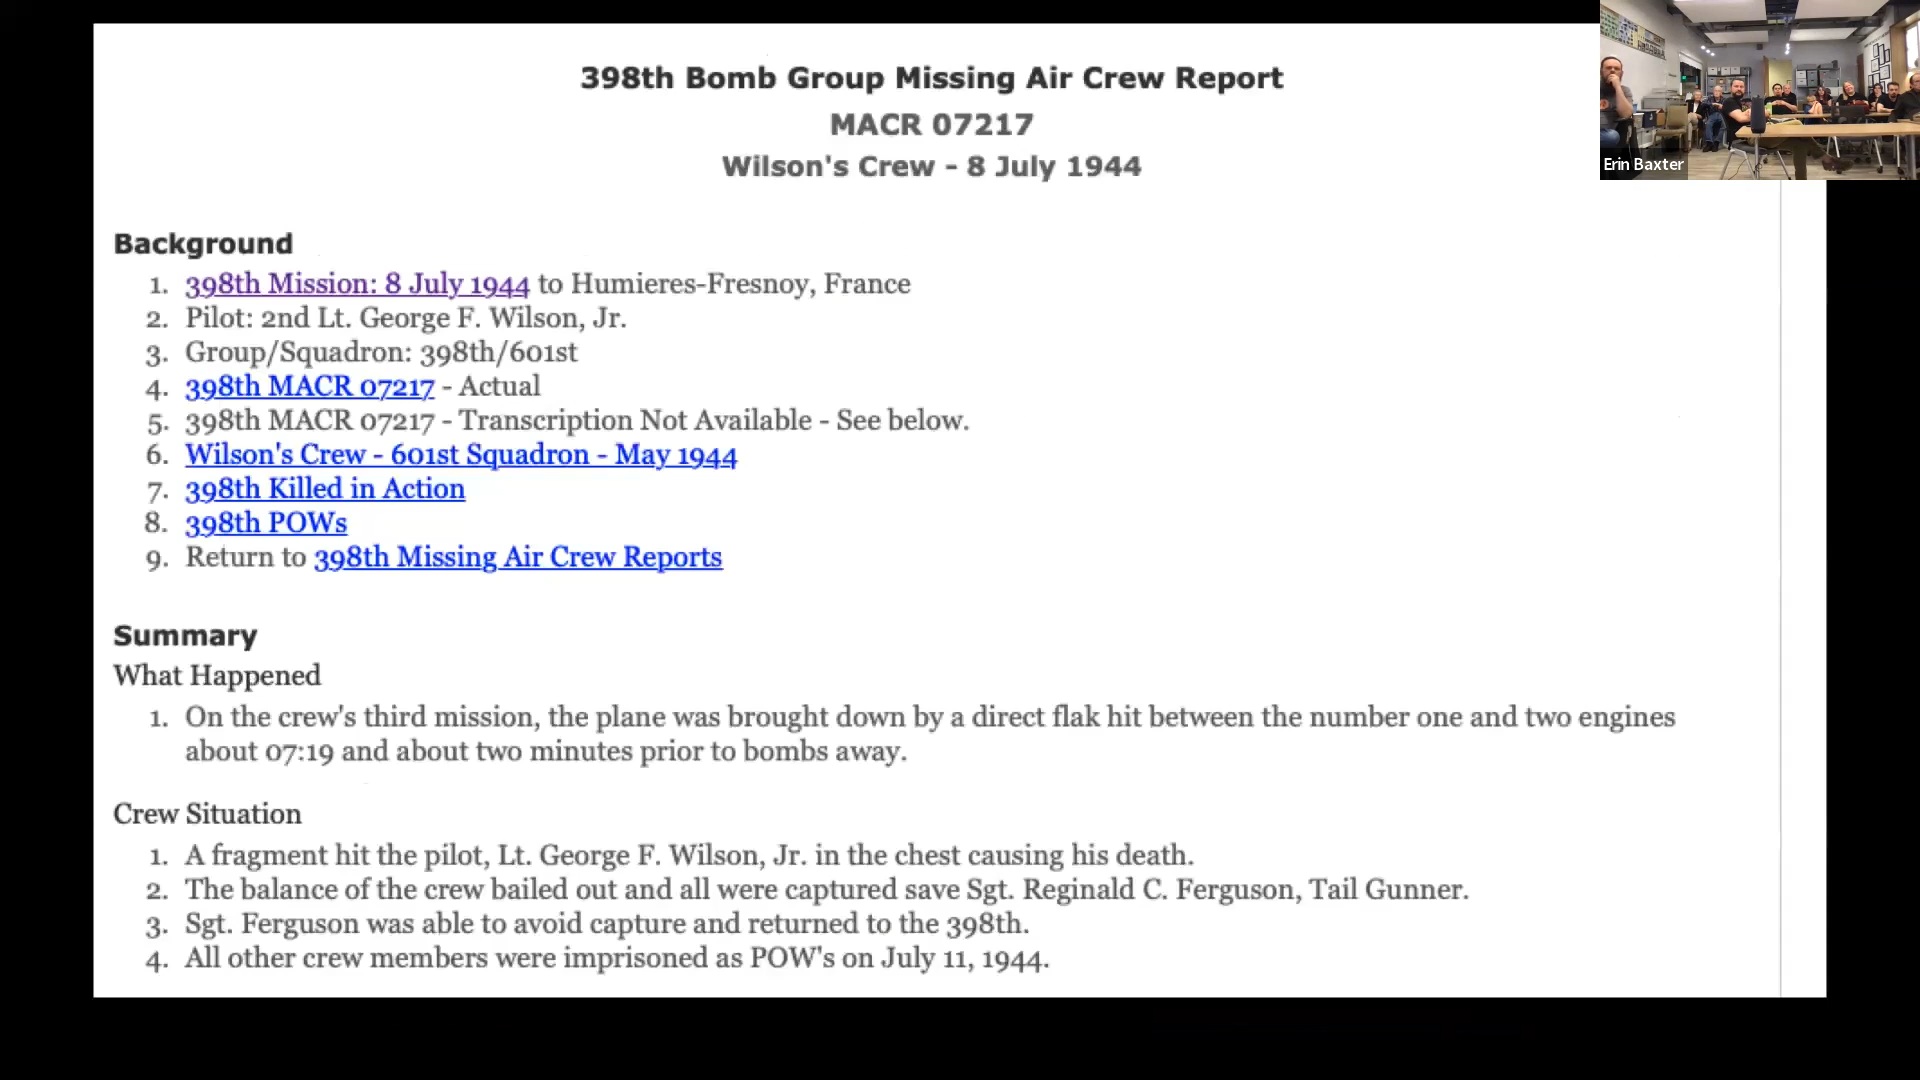 398th Bomb Group Missing Air Crew Report
MACR 07217
Wilson's Crew - 8 July 1944
Erin Baxter
Background
1. 398th Mission: 8 July 1944 to Humieres-Fresnoy, France
2. Pilot: 2nd Lt. George F. Wilson, Jr.
3. Group/Squadron: 398th/601st
4. 398th MACR 07217 - Actual
5. 398th MACR 07217 - Transcription Not Available - See below.
6. Wilson's Crew - 601st Squadron - May 1944
7. 398th Killed in Action
8. 398th POWs
9. Return to 398th Missing Air Crew Reports
Summary
What Happened
1. On the crew's third mission, the plane was brought down by a direct flak hit between the number one and two engines
about 07:19 and about two minutes prior to bombs away.
Crew Situation
1. A fragment hit the pilot, Lt. George F. Wilson, Jr. in the chest causing his death.
2. The balance of the crew bailed out and all were captured save Sgt. Reginald C. Ferguson, Tail Gunner.
3. Sgt. Ferguson was able to avoid capture and returned to the 398th.
4. All other crew members were imprisoned as POW's on July 11, 1944.